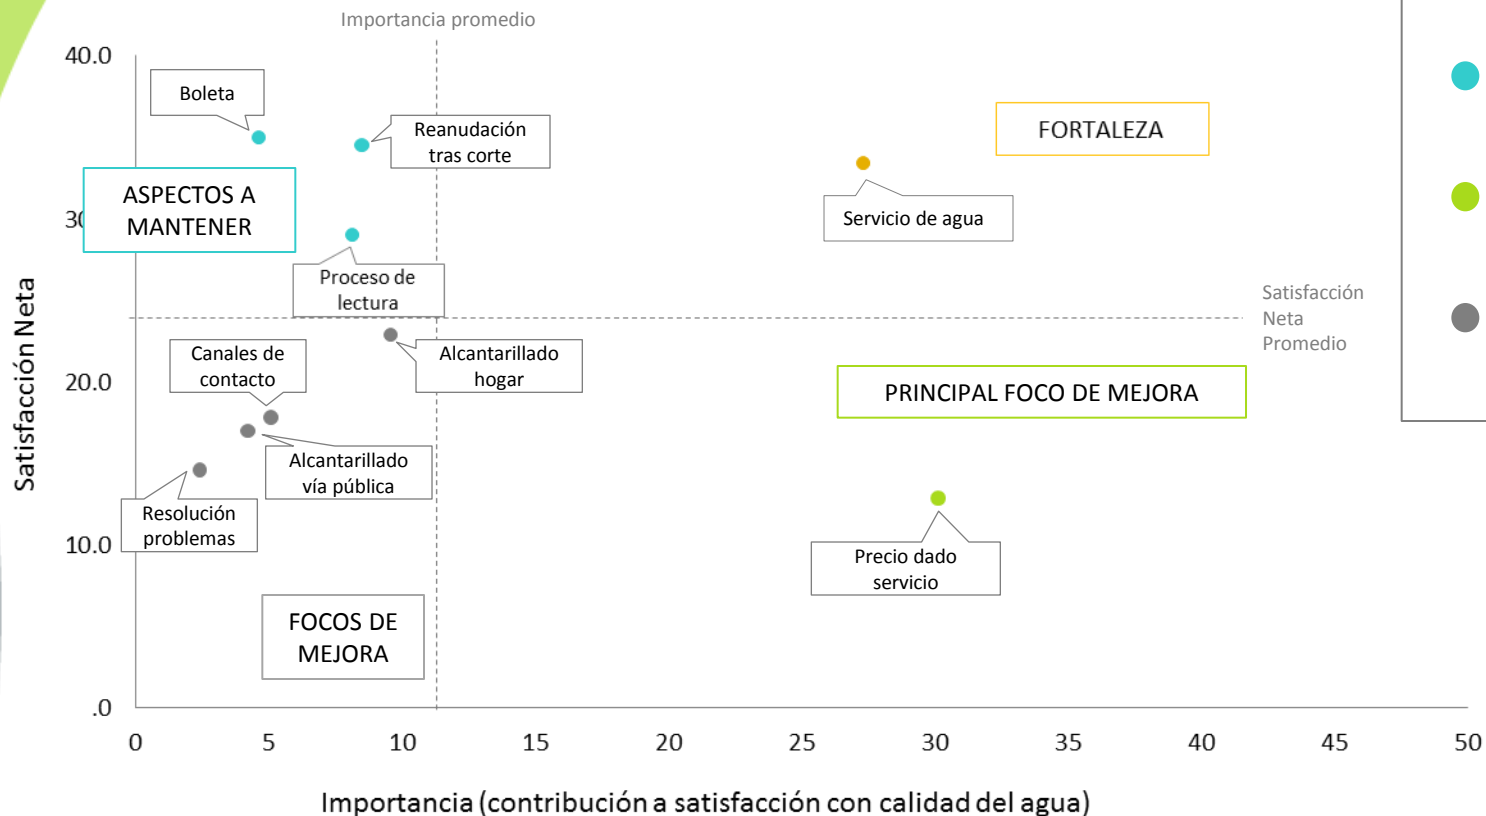 Importancia promedio
40.0
Boleta
Reanudación
tras corte
FORTALEZA
ASPECTOS A
MANTENER
Servicio de agua
Proceso de
lectura
Satisfacción
Neta
Promedio
Satisfacción Neta
Canales de
contacto
Alcantarillado
hogar
20.0
PRINCIPAL FOCO DE MEJORA
Alcantarillado
vía pública
Resolución
problemas
10.0
Precio dado
servicio
FOCOS DE
MEJORA
.0
0 5 10 15 20 25 30 35 40 45 50
Importancia (contribución a satisfacción con calidad del agua)